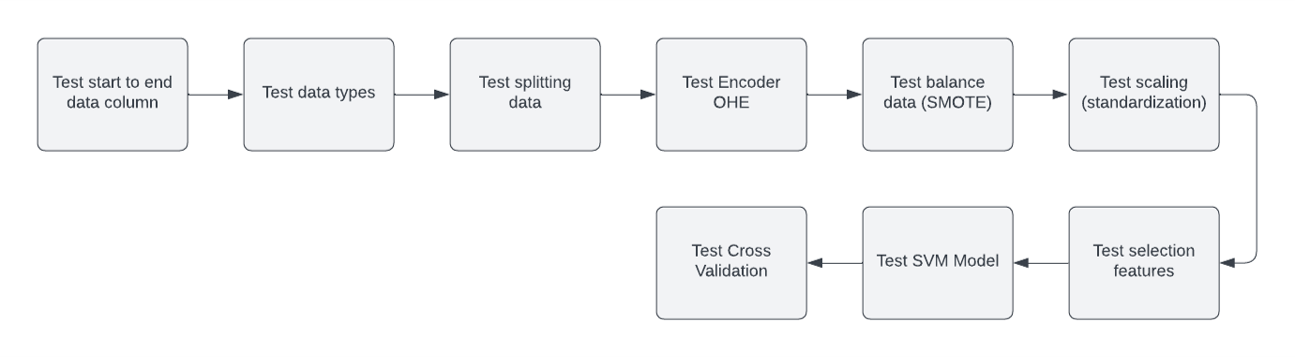 Test start to end
data column
Test data types
Test splitting
data
Test Encoder
OHE
Test balance
data (SMOTE)
Test scaling
(standardization)
Test selection
features
Test SVM Model
Test Cross
Validation